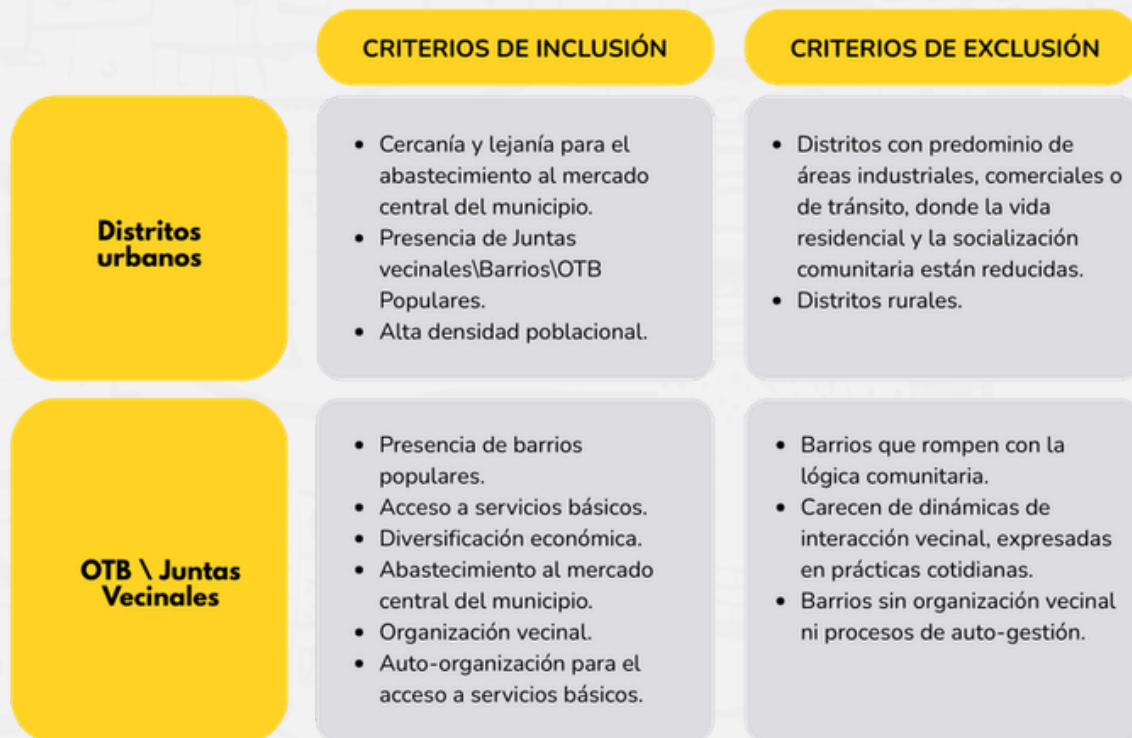 CRITERIOS DE INCLUSIÓN
CRITERIOS DE EXCLUSIÓN
Distritos
urbanos
• Cercanía y lejanía para el
abastecimiento al mercado
central del municipio.
• Presencia de Juntas
vecinales\Barrios\OTB
Populares.
• Alta densidad poblacional.
• Distritos con predominio de
áreas industriales, comerciales o
de tránsito, donde la vida
residencial y la socialización
comunitaria están reducidas.
• Distritos rurales.
OTB \ Juntas
Vecinales
• Presencia de barrios
populares.
• Acceso a servicios básicos.
• Diversificación económica.
• Abastecimiento al mercado
central del municipio.
• Organización vecinal.
• Auto-organización para el
acceso a servicios básicos.
• Barrios que rompen con la
lógica comunitaria.
• Carecen de dinámicas de
interacción vecinal, expresadas
en prácticas cotidianas.
• Barrios sin organización vecinal
ni procesos de auto-gestión.